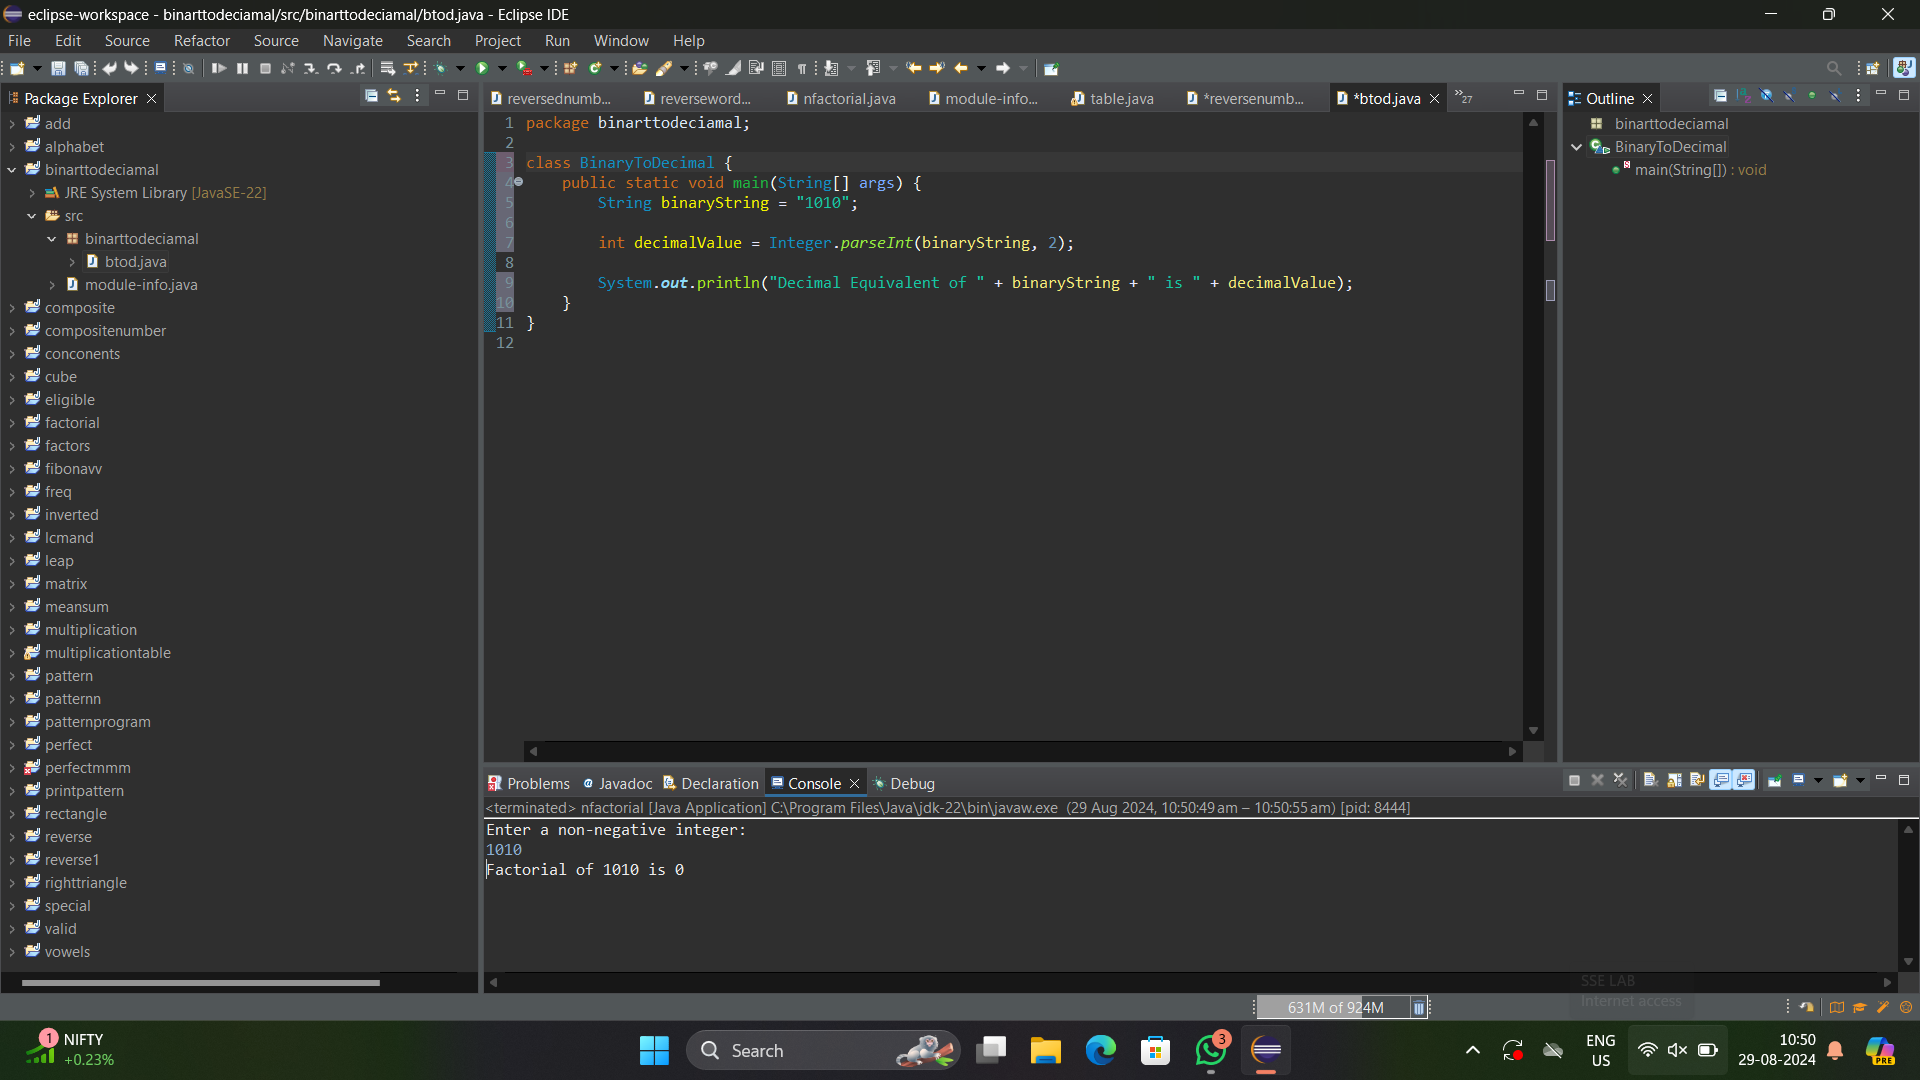 eclipse-workspace - binarttodeciamal/src/binarttodeciamal/btod.java - Eclipse IDE
File Edit Source Refactor Source Navigate Search Project Run Window Help
Package Explorer
add
alphabet
binarttodeciamal
JRE System Library [JavaSE-22]
src
binarttodeciamal
btod.java
module-info.java
composite
compositenumber
conconents
cube
eligible
factorial
factors
fibonavv
freq
inverted
lcmand
leap
matrix
meansum
multiplication
multiplicationtable
pattern
patternn
patternprogram
perfect
perfectmmm
printpattern
rectangle
reverse
reverse1
righttriangle
special
valid
vowels
reversednumb... reverseword... nfactorial.java module-info... table.java *reversenumb... *btod.java »27
1 package binarttodeciamal;
2
3 class BinaryToDecimal {
4 public static void main(String[] args) {
5 String binaryString = "1010";
6
7 int decimalValue = Integer.parseInt(binaryString, 2);
8
9 System.out.println("Decimal Equivalent of " + binaryString + " is " + decimalValue);
10 }
11 }
12
Outline
binarttodeciamal
BinaryToDecimal
main(String[]) : void
Problems @ Javadoc Declaration Console Debug
<terminated> nfactorial [Java Application] C:\Program Files\Java\jdk-22\bin\javaw.exe (29 Aug 2024, 10:50:49 am – 10:50:55 am) [pid: 8444]
Enter a non-negative integer:
1010
Factorial of 1010 is 0
SSE LAB
Internet access
631M of 924M
1 NIFTY
+0.23%
Search
3
ENG
US
10:50
29-08-2024
PRE